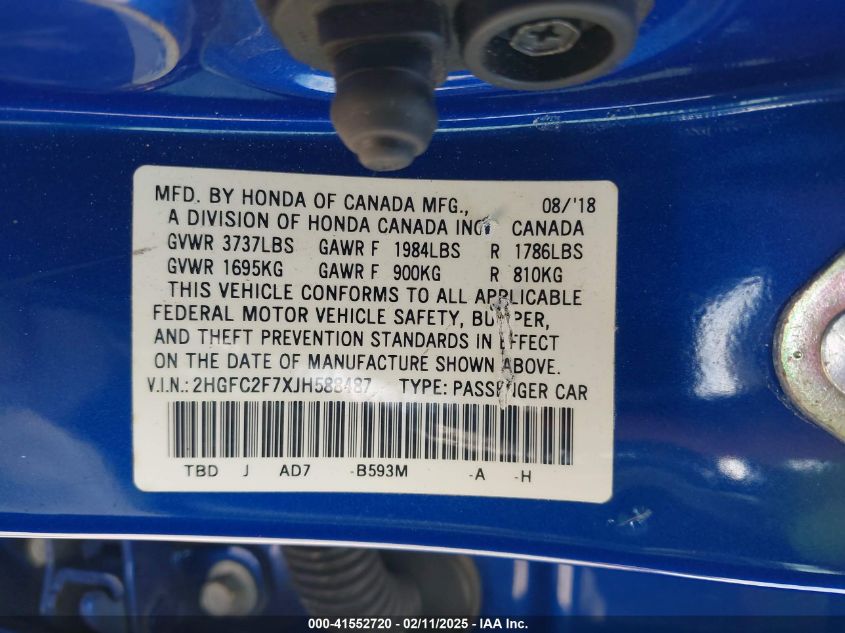 MFD. BY HONDA OF CANADA MFG., 08/'18
A DIVISION OF HONDA CANADA INC. CANADA
GVWR 3737LBS GAWR F 1984LBS R 1786LBS
GVWR 1695KG GAWR F 900KG R 810KG
THIS VEHICLE CONFORMS TO ALL APPLICABLE
FEDERAL MOTOR VEHICLE SAFETY, BUMPER,
AND THEFT PREVENTION STANDARDS IN EFFECT
ON THE DATE OF MANUFACTURE SHOWN ABOVE.
V.I.N.: 2HGFC2F7XJH588487 TYPE: PASSENGER CAR
TBD J AD7 -B593M -A -H
000-41552720 - 02/11/2025 - IAA Inc.